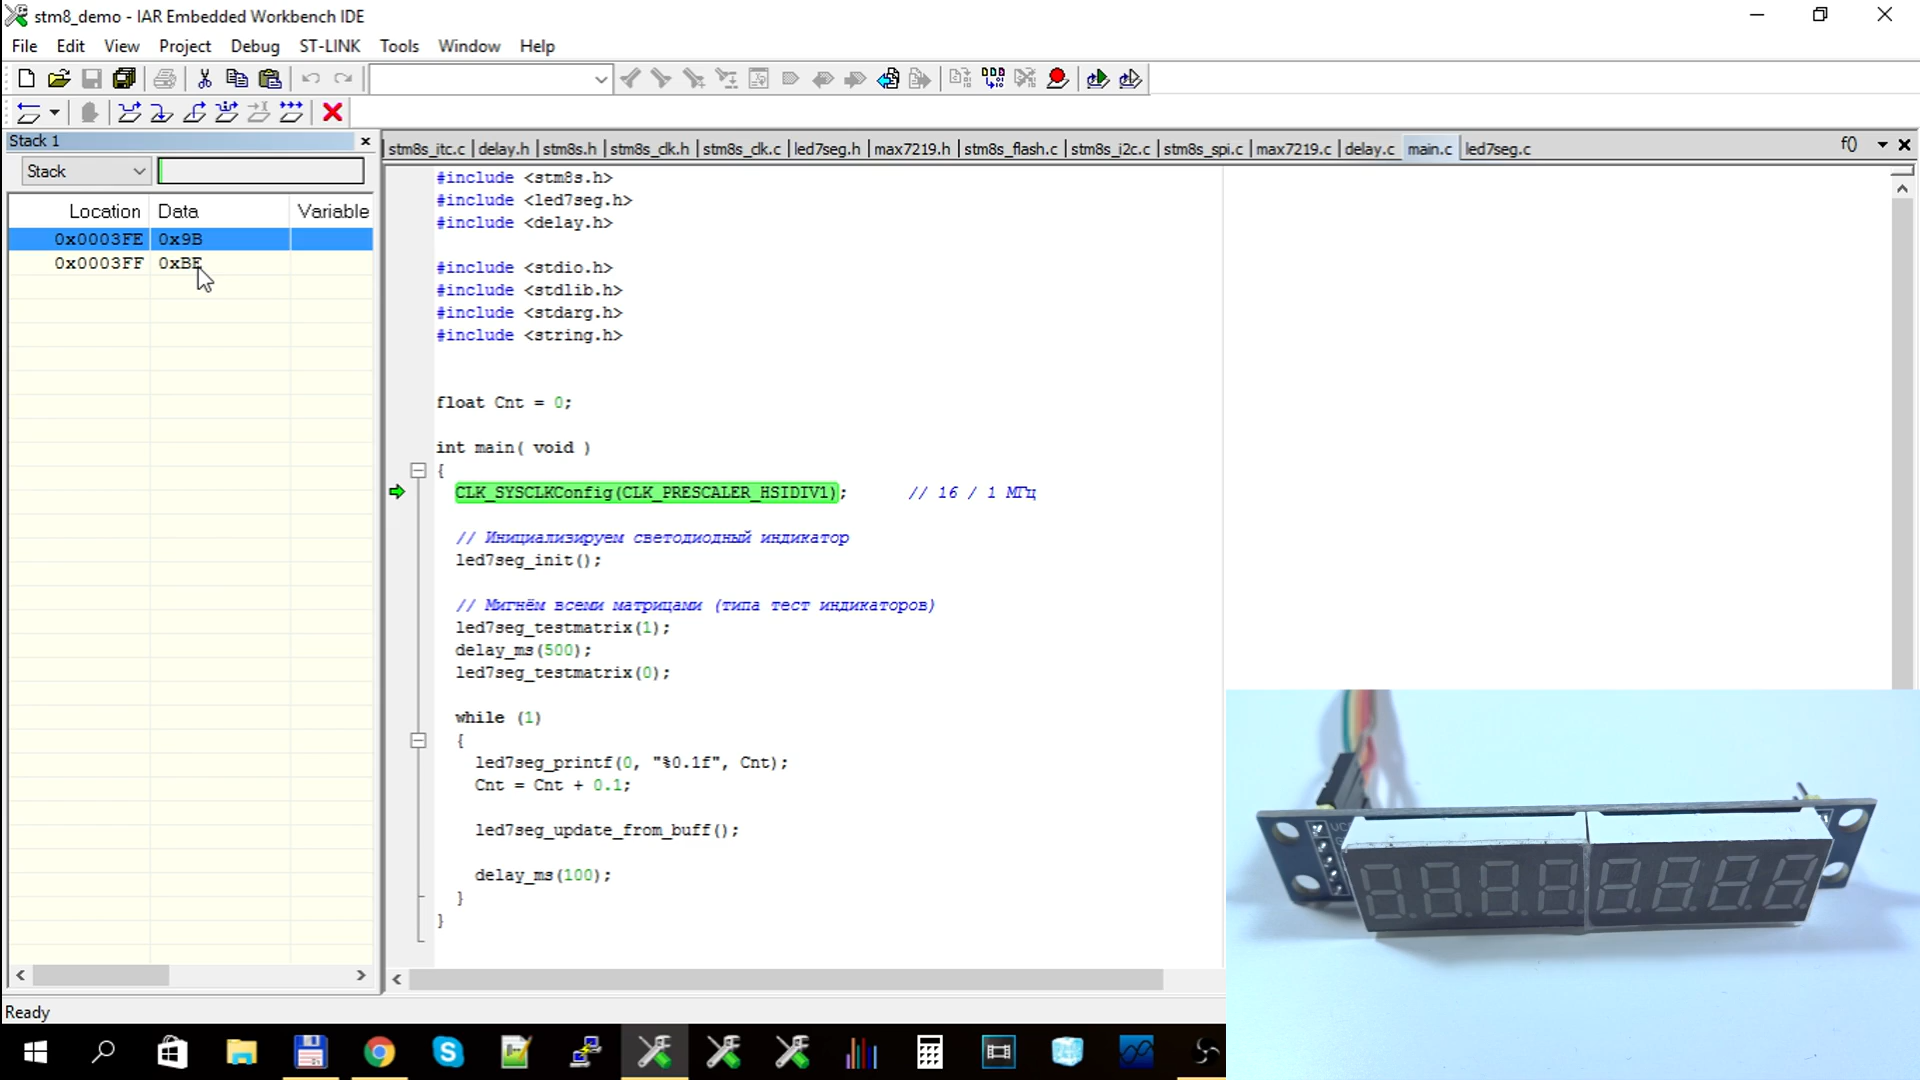 stm8_demo - IAR Embedded Workbench IDE
File Edit View Project Debug ST-LINK Tools Window Help
Stack 1
Stack
Location Data Variable
0x0003FE 0x9B
0x0003FF 0xBE
stm8s_itc.c delay.h stm8s.h stm8s_clk.h stm8s_clk.c led7seg.h max7219.h stm8s_flash.c stm8s_i2c.c stm8s_spi.c max7219.c delay.c main.c led7seg.c f()
#include <stm8s.h>
#include <led7seg.h>
#include <delay.h>
#include <stdio.h>
#include <stdlib.h>
#include <stdarg.h>
#include <string.h>
float Cnt = 0;
int main( void )
{
CLK_SYSCLKConfig(CLK_PRESCALER_HSIDIV1); // 16 / 1 МГц
// Инициализируем светодиодный индикатор
led7seg_init();
// Мигнём всеми матрицами (типа тест индикаторов)
led7seg_testmatrix(1);
delay_ms(500);
led7seg_testmatrix(0);
while (1)
{
led7seg_printf(0, "%0.1f", Cnt);
Cnt = Cnt + 0.1;
led7seg_update_from_buff();
delay_ms(100);
}
}
Ready